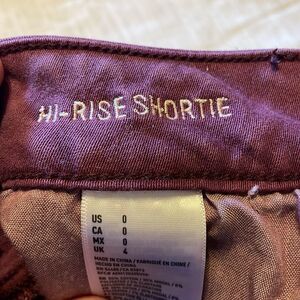 HI-RISE SHORTIE
US 0
CA 0
MX 0
UK 4
MADE IN CHINA / FABRIQUÉ EN CHINE /